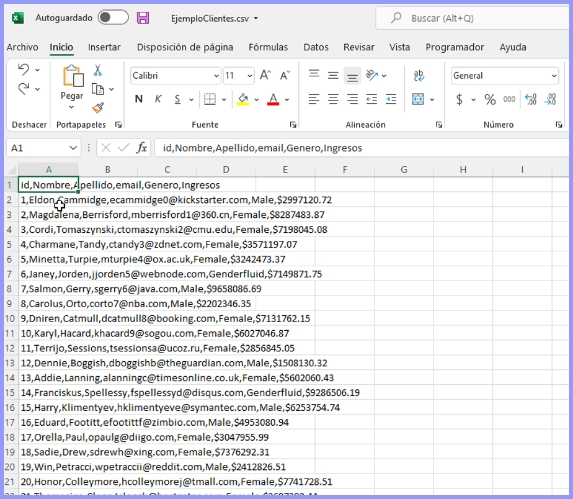 Autoguardado EjemploClientes.csv Buscar (Alt+Q)
Archivo Inicio Insertar Disposición de página Fórmulas Datos Revisar Vista Programador Ayuda
Calibri 11 A A General
Pegar N K S A ab $ % 000
Deshacer Portapapeles Fuente Alineación Número
A1 fx id,Nombre,Apellido,email,Genero,Ingresos
A B C D E F G H I
1 id,Nombre,Apellido,email,Genero,Ingresos
2 1,Eldon,Cammidge,ecammidge0@kickstarter.com,Male,$2997120.72
3 2,Magdalena,Berrisford,mberrisford1@360.cn,Female,$8287483.87
4 3,Cordi,Tomaszynski,ctomaszynski2@cmu.edu,Female,$7198045.08
5 4,Charmane,Tandy,ctandy3@zdnet.com,Female,$3571197.07
6 5,Minetta,Turpie,mturpie4@ox.ac.uk,Female,$3242473.37
7 6,Janey,Jorden,jjorden5@webnode.com,Genderfluid,$7149871.75
8 7,Salmon,Gerry,sgerry6@java.com,Male,$9658086.69
9 8,Carolus,Orto,corto7@nba.com,Male,$2202346.35
10 9,Dniren,Catmull,dcatmull8@booking.com,Female,$7131762.15
11 10,Karyl,Hacard,khacard9@sogou.com,Female,$6027046.87
12 11,Terrijo,Sessions,tsessionsa@ucoz.ru,Female,$2856845.05
13 12,Dennie,Boggish,dboggishb@theguardian.com,Male,$1508130.32
14 13,Addie,Lanning,alanningc@timesonline.co.uk,Female,$5602060.43
15 14,Franciskus,Spellessy,fspellessyd@disqus.com,Genderfluid,$9286506.19
16 15,Harry,Klimentyev,hklimentyeve@symantec.com,Male,$6253754.74
17 16,Eduard,Footitt,efootittf@zimbio.com,Male,$4953080.94
18 17,Orella,Paul,opaulg@diigo.com,Female,$3047955.99
19 18,Sadie,Drew,sdrewh@xing.com,Female,$7376292.31
20 19,Win,Petracci,wpetraccii@reddit.com,Male,$2412826.51
21 20,Honor,Colleymore,hcolleymorej@tmall.com,Female,$7741728.51